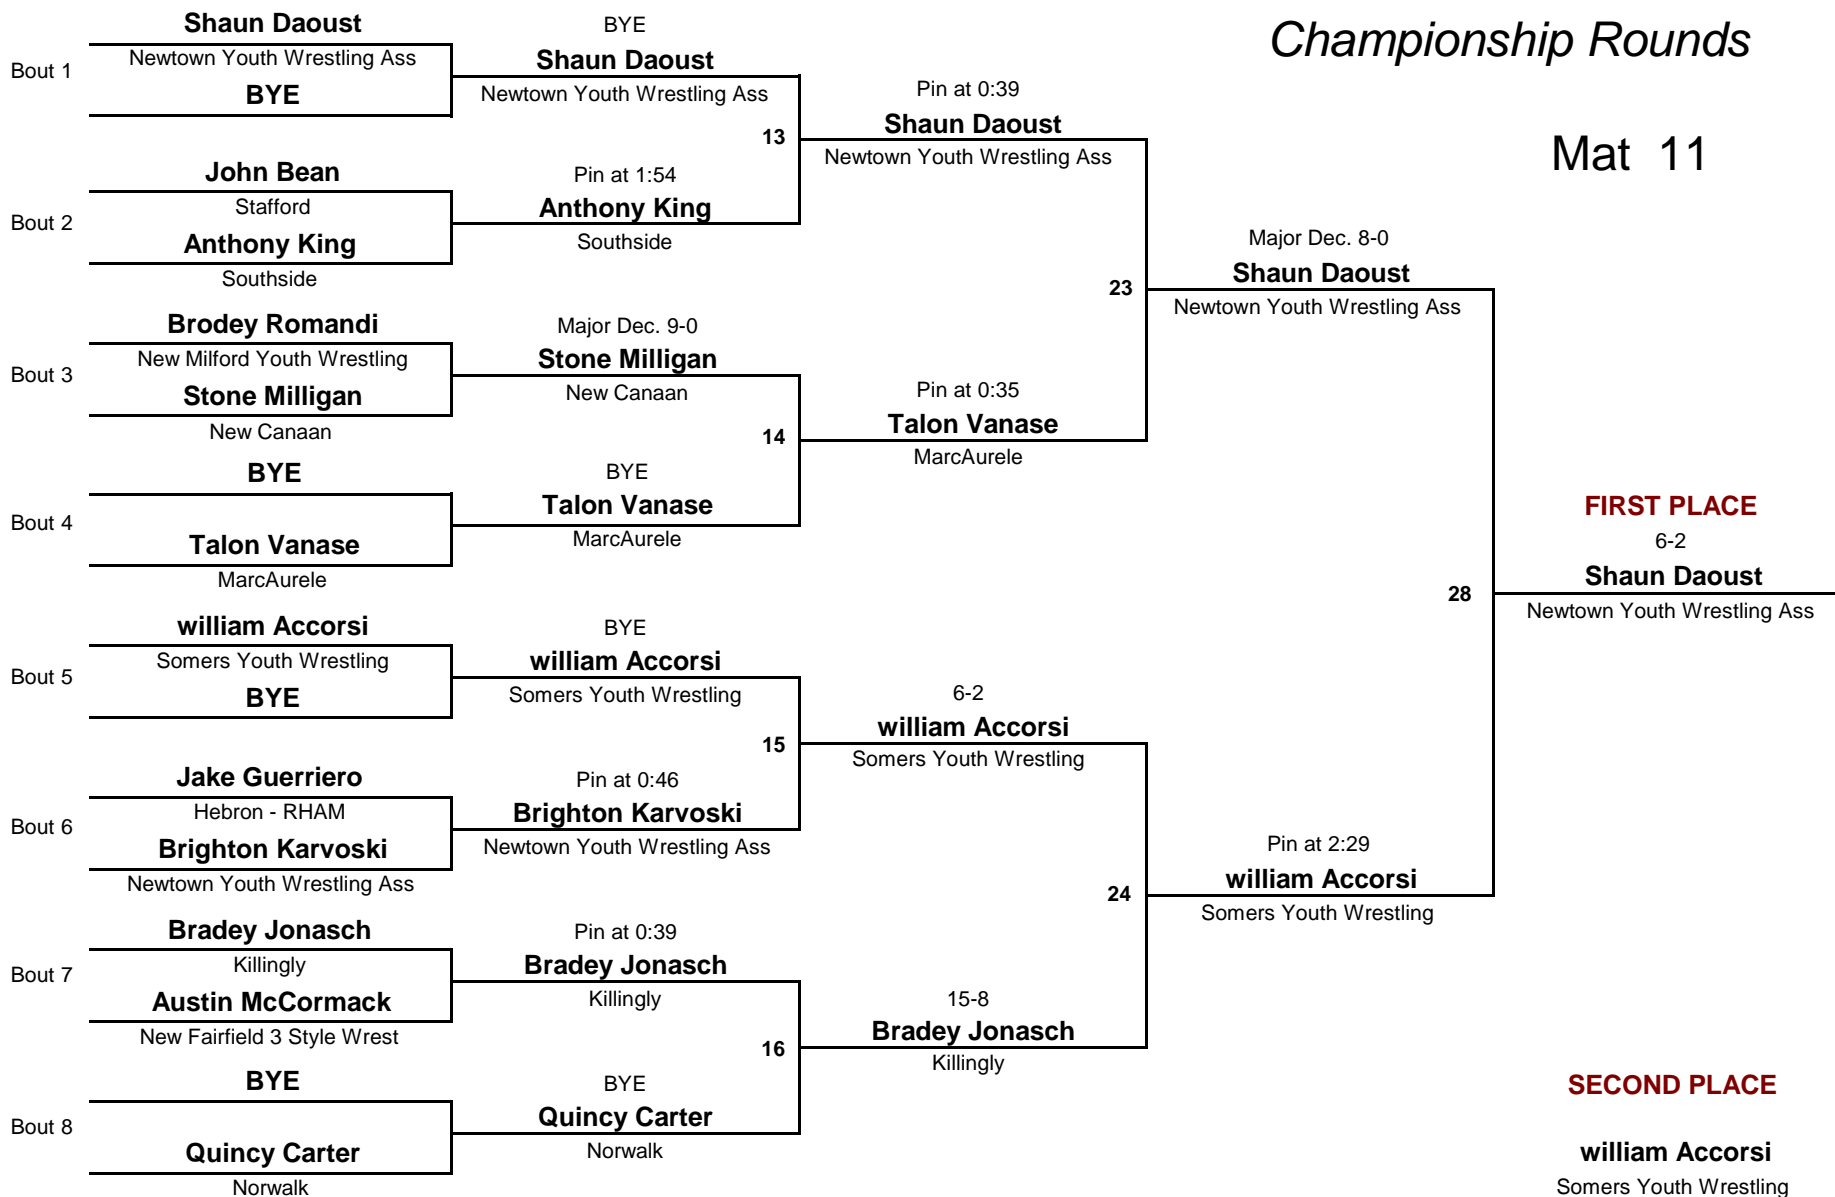 Championship Rounds
Mat 11
Bout 1
Shaun Daoust
Newtown Youth Wrestling Ass
BYE
Bout 2
John Bean
Stafford
Anthony King
Southside
Bout 3
Brodey Romandi
New Milford Youth Wrestling
Stone Milligan
New Canaan
Bout 4
BYE
Talon Vanase
MarcAurele
Bout 5
william Accorsi
Somers Youth Wrestling
BYE
Bout 6
Jake Guerriero
Hebron - RHAM
Brighton Karvoski
Newtown Youth Wrestling Ass
Bout 7
Bradey Jonasch
Killingly
Austin McCormack
New Fairfield 3 Style Wrest
Bout 8
BYE
Quincy Carter
Norwalk
BYE
Shaun Daoust
Newtown Youth Wrestling Ass
13
Pin at 1:54
Anthony King
Southside
Major Dec. 9-0
Stone Milligan
New Canaan
14
BYE
Talon Vanase
MarcAurele
BYE
william Accorsi
Somers Youth Wrestling
15
Pin at 0:46
Brighton Karvoski
Newtown Youth Wrestling Ass
Pin at 0:39
Bradey Jonasch
Killingly
16
BYE
Quincy Carter
Norwalk
Pin at 0:39
Shaun Daoust
Newtown Youth Wrestling Ass
23
Pin at 0:35
Talon Vanase
MarcAurele
6-2
william Accorsi
Somers Youth Wrestling
24
15-8
Bradey Jonasch
Killingly
Major Dec. 8-0
Shaun Daoust
Newtown Youth Wrestling Ass
28
Pin at 2:29
william Accorsi
Somers Youth Wrestling
FIRST PLACE
6-2
Shaun Daoust
Newtown Youth Wrestling Ass
SECOND PLACE
william Accorsi
Somers Youth Wrestling